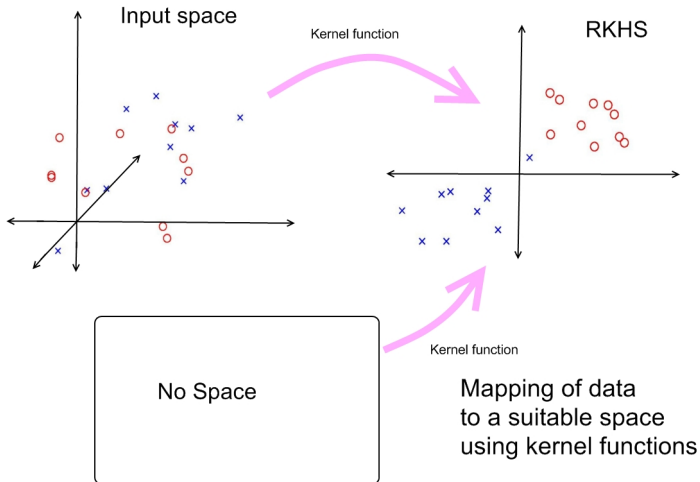 Input space
Kernel function
RKHS
No Space
Kernel function
Mapping of data
to a suitable space
using kernel functions